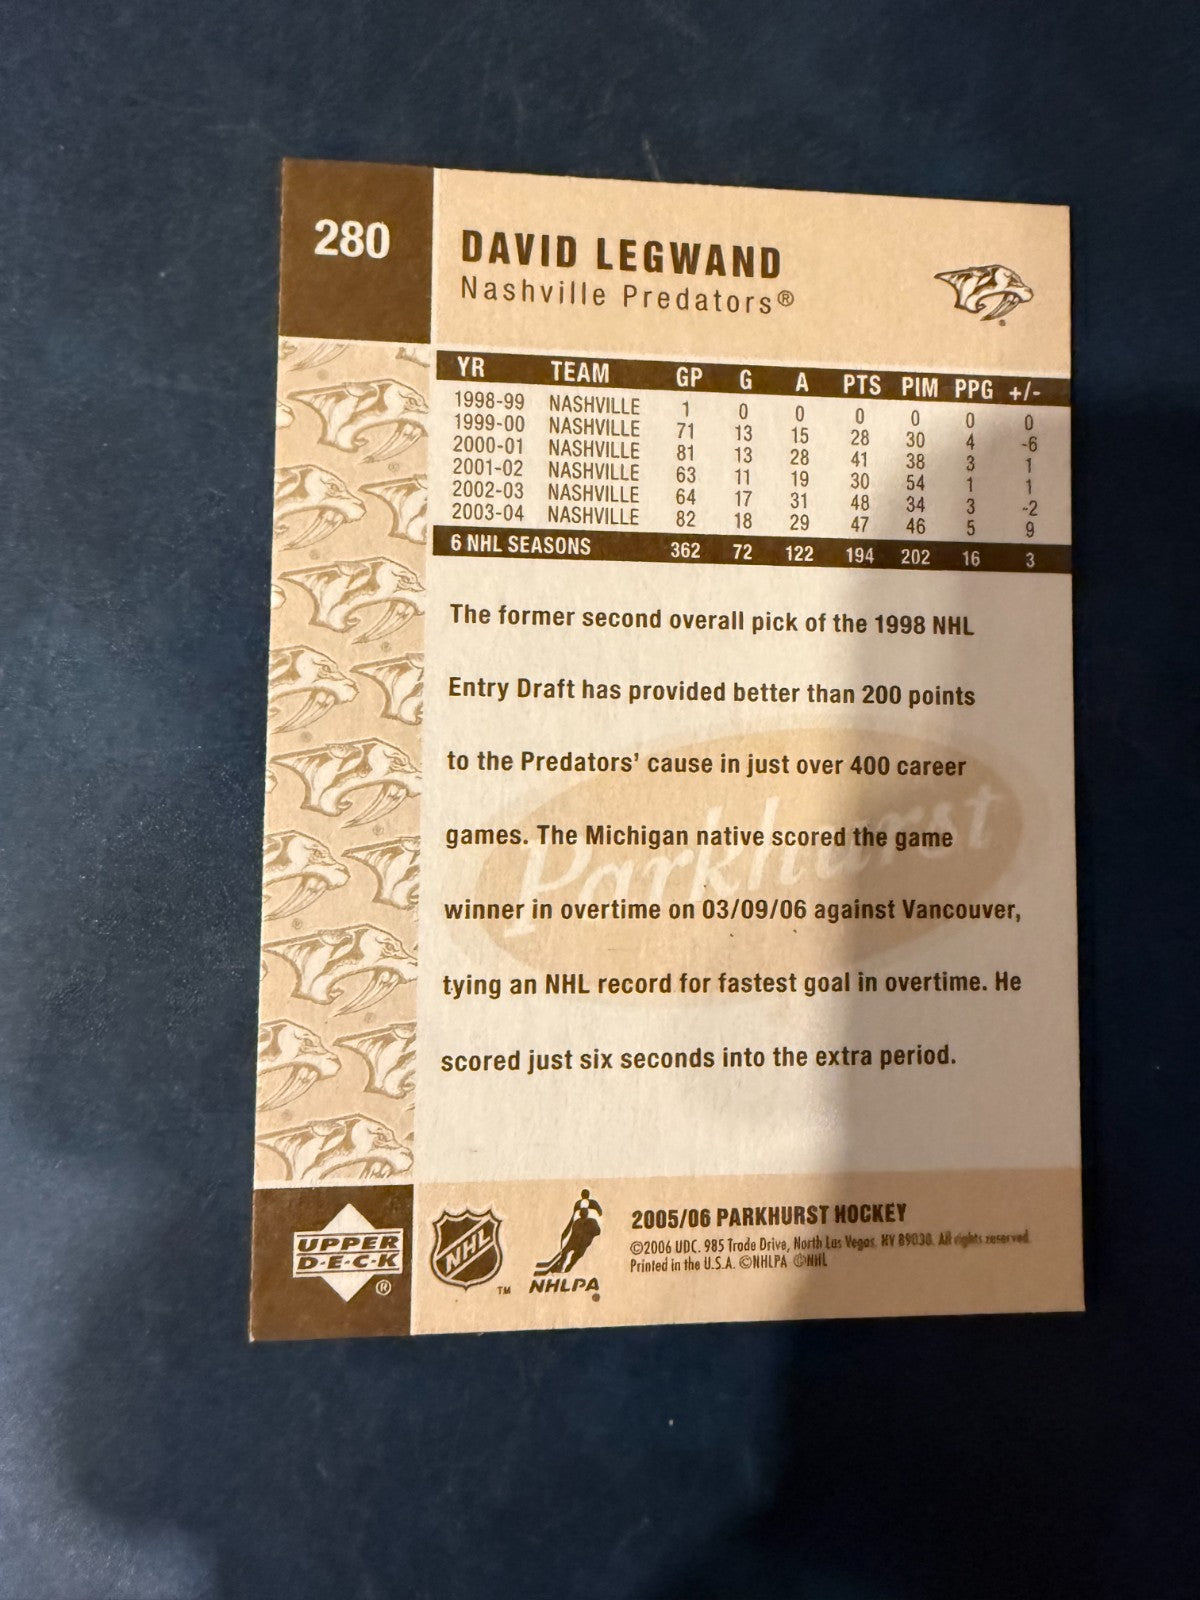 280
DAVID LEGWAND
Nashville Predators®
YR TEAM GP G A PTS PIM PPG +/-
1998-99 NASHVILLE 1 0 0 0 0 0 0
1999-00 NASHVILLE 71 13 15 28 30 4 -6
2000-01 NASHVILLE 81 13 28 41 38 3 1
2001-02 NASHVILLE 63 11 19 30 54 1 1
2002-03 NASHVILLE 64 17 31 48 34 3 -2
2003-04 NASHVILLE 82 18 29 47 46 5 9
6 NHL SEASONS 362 72 122 194 202 16 3
The former second overall pick of the 1998 NHL
Entry Draft has provided better than 200 points
to the Predators' cause in just over 400 career
games. The Michigan native scored the game
winner in overtime on 03/09/06 against Vancouver,
tying an NHL record for fastest goal in overtime. He
scored just six seconds into the extra period.
Parkhurst
UPPER
D·E·C·K
®
NHL
TM
NHLPA
2005/06 PARKHURST HOCKEY
©2006 UDC. 985 Trade Drive, North Las Vegas, NV 89030. All rights reserved.
Printed in the U.S.A. ©NHLPA ©NHL